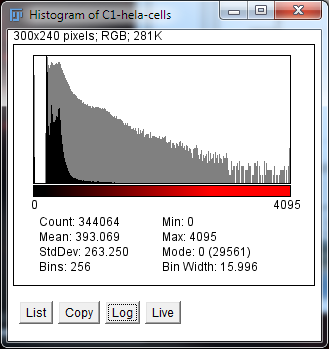 Histogram of C1-hela-cells
300x240 pixels; RGB; 281K
0 4095
Count: 344064 Min: 0
Mean: 393.069 Max: 4095
StdDev: 263.250 Mode: 0 (29561)
Bins: 256 Bin Width: 15.996
List Copy Log Live